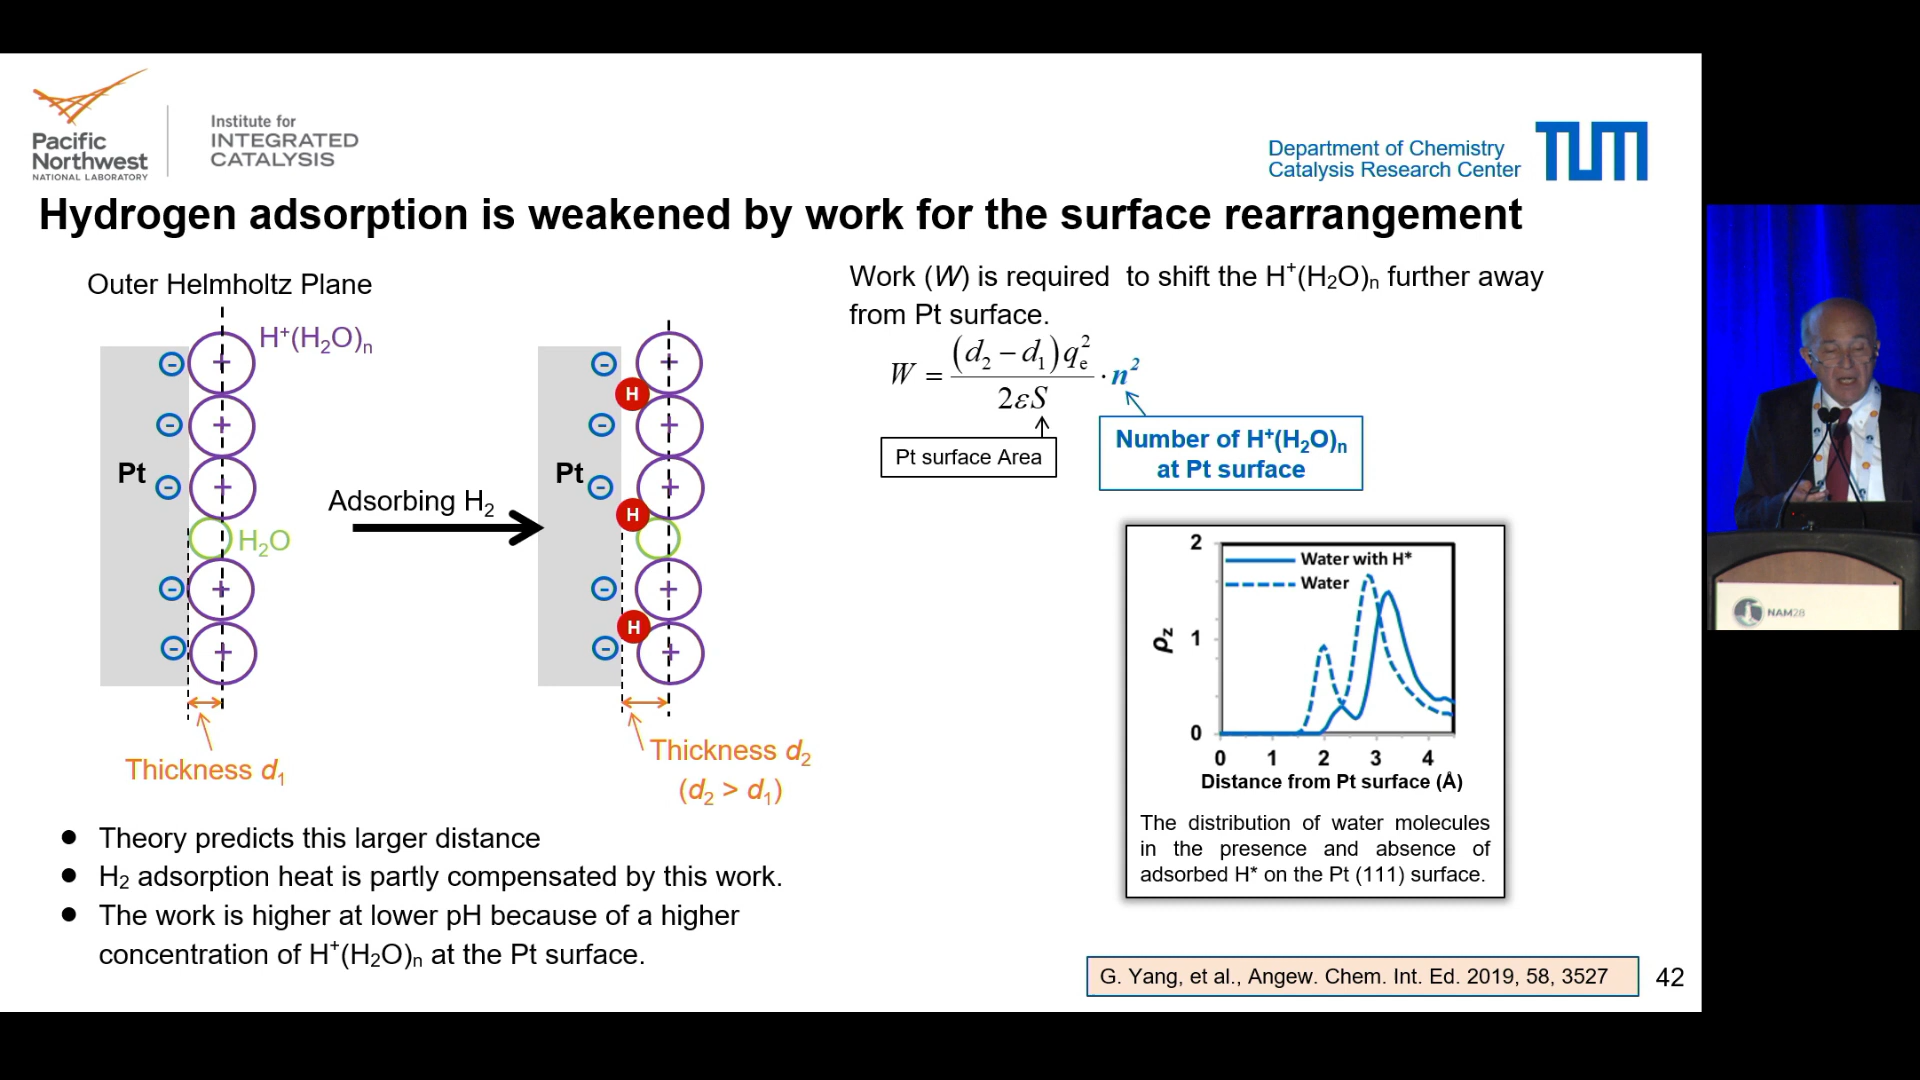 Pacific
Northwest
NATIONAL LABORATORY
Institute for
INTEGRATED
CATALYSIS
Department of Chemistry
Catalysis Research Center
TUM
Hydrogen adsorption is weakened by work for the surface rearrangement
Outer Helmholtz Plane
H⁺(H₂O)ₙ
Pt
H₂O
Thickness d₁
Adsorbing H₂
Pt
H
H
H
Thickness d₂
(d₂ > d₁)
Work (W) is required to shift the H⁺(H₂O)ₙ further away
from Pt surface.
W = (d₂ − d₁)qₑ² / 2εS · n²
Pt surface Area
Number of H⁺(H₂O)ₙ
at Pt surface
Water with H*
Water
2
1
0
ρz
0 1 2 3 4
Distance from Pt surface (Å)
The distribution of water molecules
in the presence and absence of
adsorbed H* on the Pt (111) surface.
● Theory predicts this larger distance
● H₂ adsorption heat is partly compensated by this work.
● The work is higher at lower pH because of a higher
concentration of H⁺(H₂O)ₙ at the Pt surface.
G. Yang, et al., Angew. Chem. Int. Ed. 2019, 58, 3527
42
NAM28